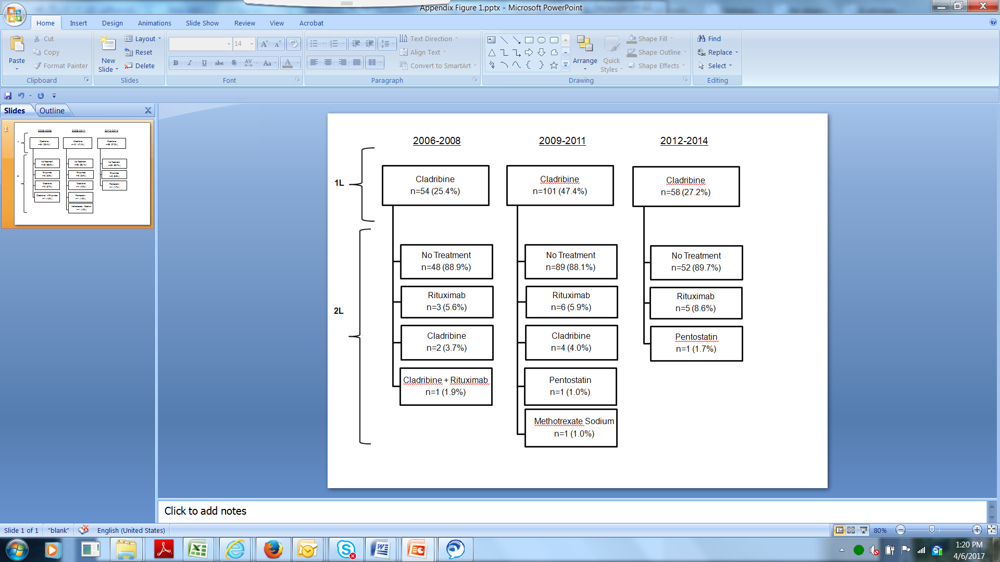 Appendix Figure 1.pptx - Microsoft PowerPoint
Home Insert Design Animations Slide Show Review View Acrobat
Paste
Cut
Copy
Format Painter
Clipboard
New Slide
Layout
Reset
Delete
Slides
14
Font
Text Direction
Align Text
Convert to SmartArt
Paragraph
Arrange
Quick Styles
Shape Fill
Shape Outline
Shape Effects
Drawing
Find
Replace
Select
Editing
Slides Outline
1
2006-2008 2009-2011 2012-2014
1L
Cladribine
n=54 (25.4%)
Cladribine
n=101 (47.4%)
Cladribine
n=58 (27.2%)
2L
No Treatment
n=48 (88.9%)
No Treatment
n=89 (88.1%)
No Treatment
n=52 (89.7%)
Rituximab
n=3 (5.6%)
Rituximab
n=6 (5.9%)
Rituximab
n=5 (8.6%)
Cladribine
n=2 (3.7%)
Cladribine
n=4 (4.0%)
Pentostatin
n=1 (1.7%)
Cladribine + Rituximab
n=1 (1.9%)
Pentostatin
n=1 (1.0%)
Methotrexate Sodium
n=1 (1.0%)
Click to add notes
Slide 1 of 1 "blank" English (United States) 80%
1:20 PM
4/6/2017